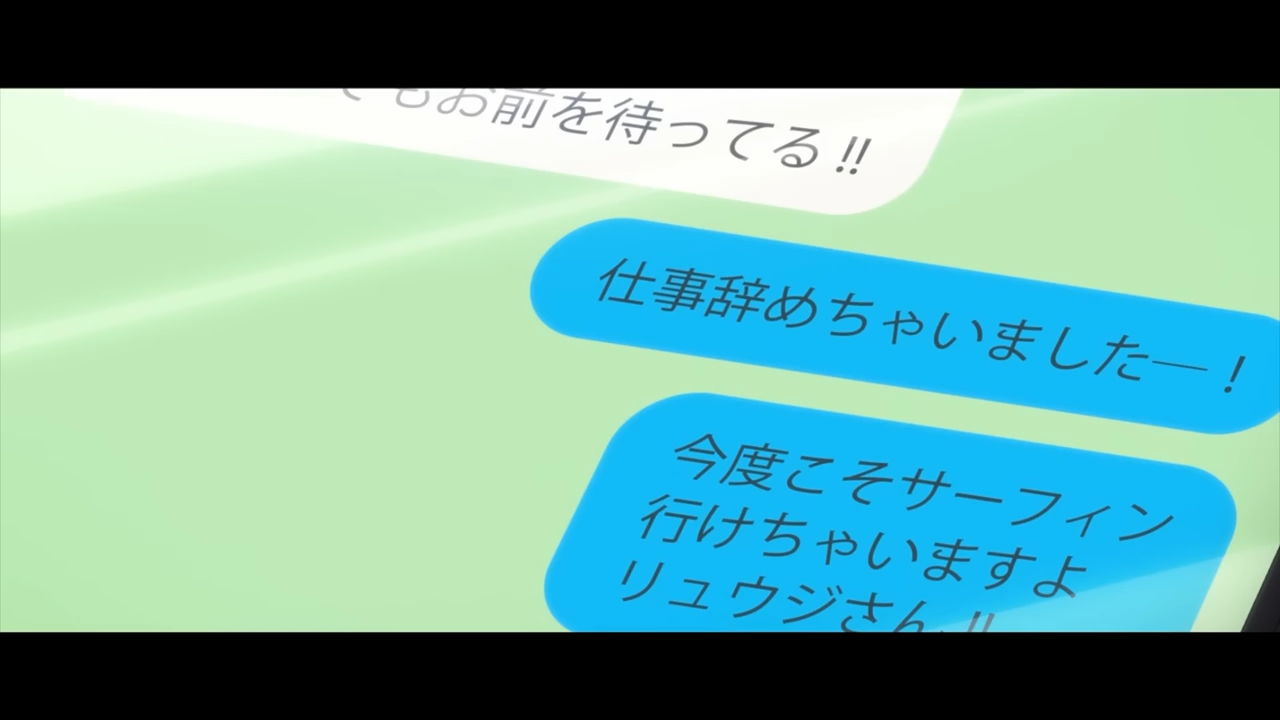 てもお前を待ってる!!
仕事辞めちゃいました─！
今度こそサーフィン
行けちゃいますよ
リュウジさん!!